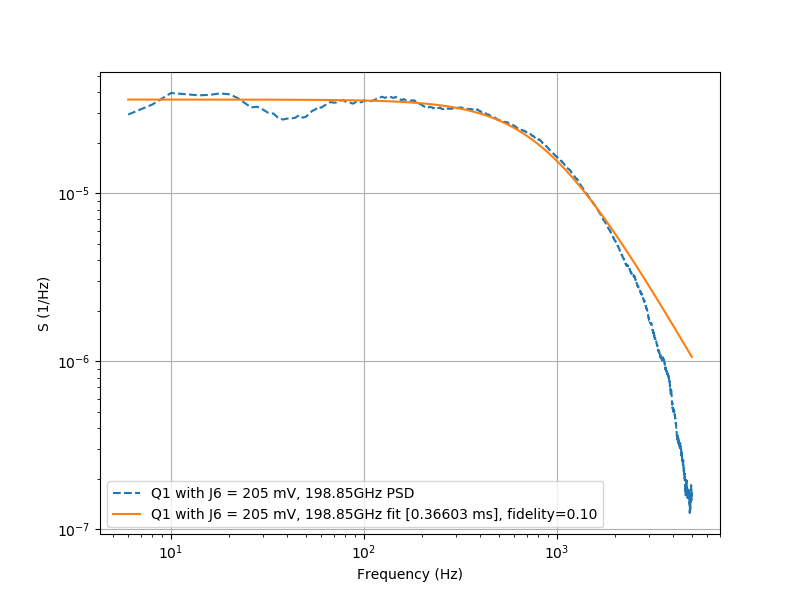 S (1/Hz)
10⁻⁵
10⁻⁶
10⁻⁷
Q1 with J6 = 205 mV, 198.85GHz PSD
Q1 with J6 = 205 mV, 198.85GHz fit [0.36603 ms], fidelity=0.10
10¹ 10² 10³
Frequency (Hz)